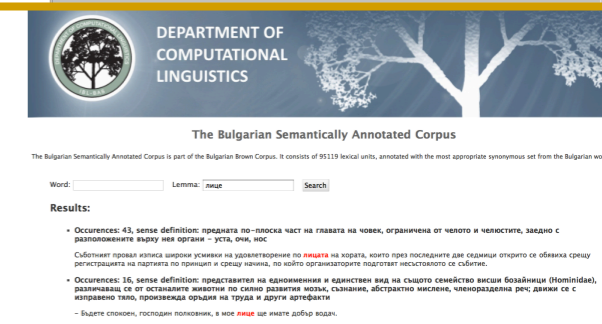 DEPARTMENT OF
COMPUTATIONAL
LINGUISTICS
The Bulgarian Semantically Annotated Corpus
The Bulgarian Semantically Annotated Corpus is part of the Bulgarian Brown Corpus. It consists of 95119 lexical units, annotated with the most appropriate synonymous set from the Bulgarian wo
Word: Lemma: лице Search
Results:
• Occurences: 43, sense definition: предната по-плоска част на главата на човек, ограничена от челото и челюстите, заедно с
разположените върху нея органи – уста, очи, нос
Съботният провал изписа широки усмивки на удовлетворение по лицата на хората, които през последните две седмици открито се обявиха срещу
регистрацията на партията по принцип и срещу начина, по който организаторите подготвят несъстоялото се събитие.
• Occurences: 16, sense definition: представител на едноименния и единствен вид на същото семейство висши бозайници (Hominidae),
различаващ се от останалите животни по силно развития мозък, съзнание, абстрактно мислене, членоразделна реч; движи се с
изправено тяло, произвежда оръдия на труда и други артефакти
– Бъдете спокоен, господин полковник, в мое лице ще имате добър водач.